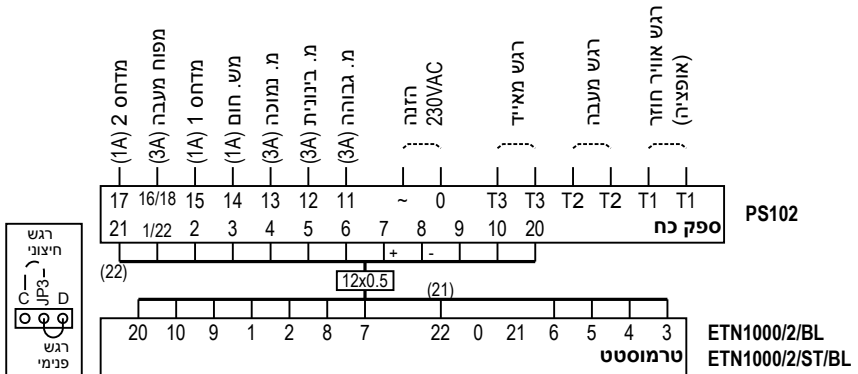 מדחס 2 (1A)
מפוח מעבה (3A)
מדחס 1 (1A)
מש. חום (1A)
מ. נמוכה (3A)
מ. בינונית (3A)
מ. גבוהה (3A)
הזנה
230VAC
רגש מאייד
רגש מעבה
רגש אוויר חוזר
(אופציה)
17 16/18 15 14 13 12 11 ~ 0 T3 T3 T2 T2 T1 T1
PS102
21 1/22 2 3 4 5 6 7 8 9 10 20 ספק כח
+ -
(22)
12x0.5
(21)
רגש
חיצוני
C JP3 D
רגש
פנימי
20 10 9 1 2 8 7 22 0 21 6 5 4 3
טרמוסטט
ETN1000/2/BL
ETN1000/2/ST/BL